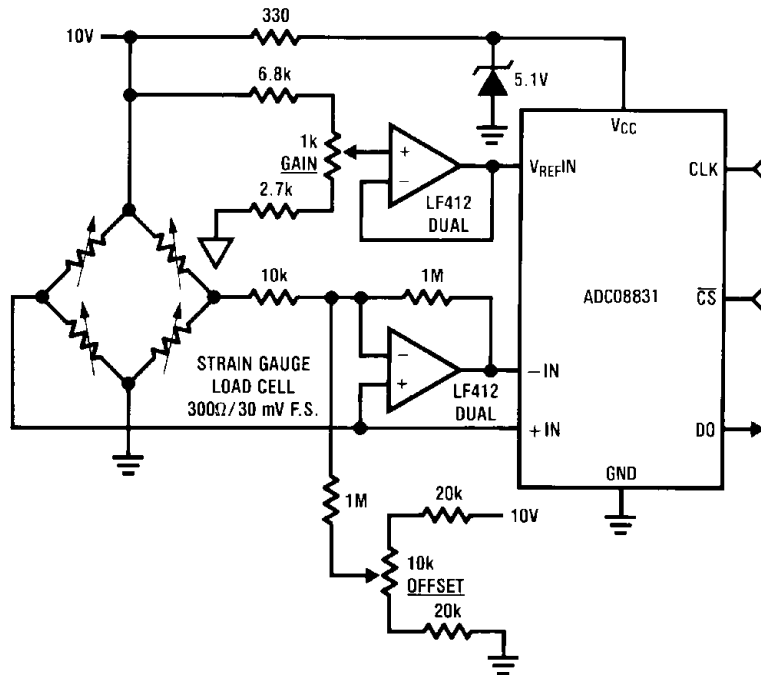 330
10V
5.1V
6.8k
VCC
1k
GAIN
+
−
VREFIN
CLK
LF412
DUAL
2.7k
10k
1M
ADC08831
CS
STRAIN GAUGE
LOAD CELL
300Ω/30 mV F.S.
−
+
LF412
DUAL
−IN
+IN
DO
GND
1M
20k
10V
10k
OFFSET
20k